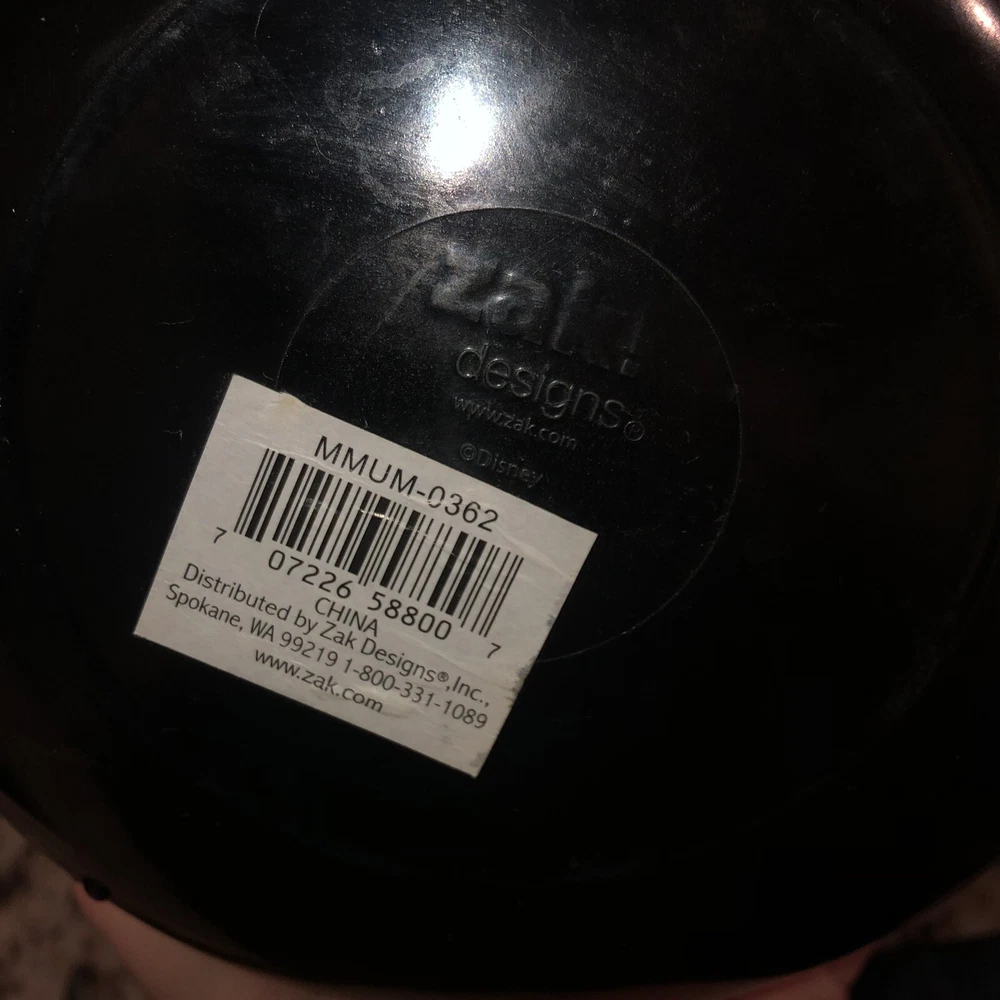 zak!
designs®
www.zak.com
©Disney
MMUM-0362
7 07226 58800 7
CHINA
Distributed by Zak Designs®,Inc.,
Spokane, WA 99219 1-800-331-1089
www.zak.com